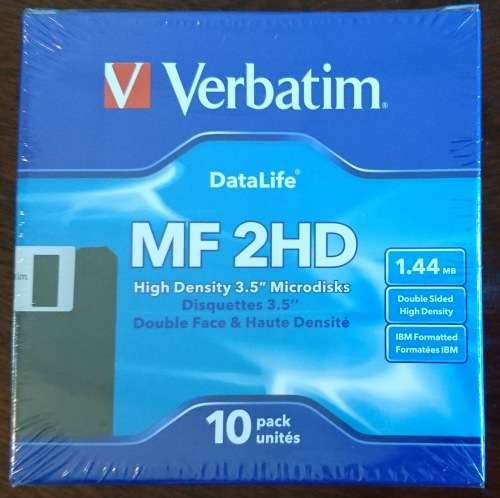 Verbatim®
DataLife®
MF 2HD
High Density 3.5" Microdisks
Disquettes 3.5"
Double Face & Haute Densité
1.44 MB
Double Sided
High Density
IBM Formatted
Formatées IBM
10 pack
unités